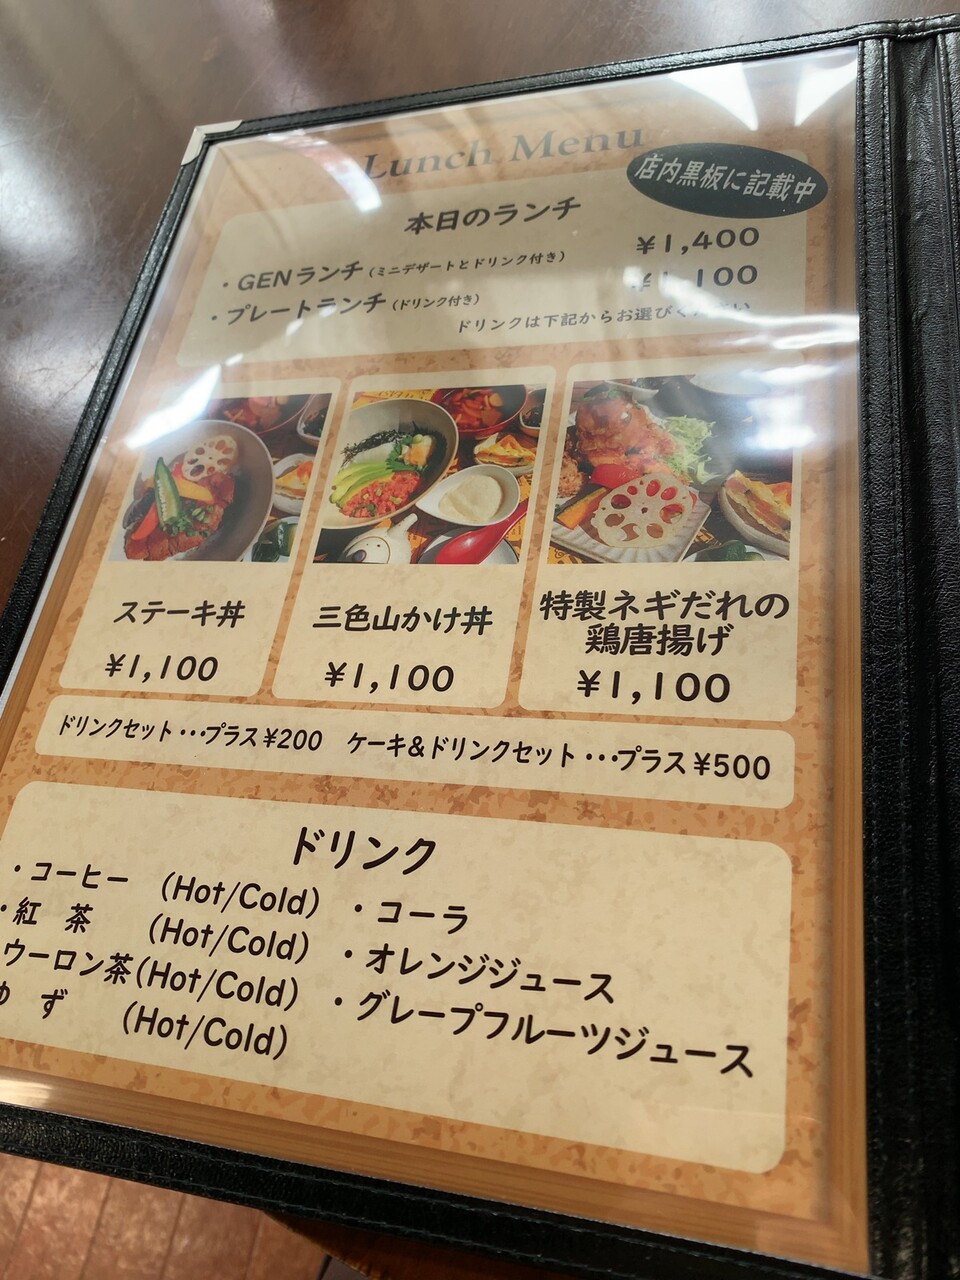 Lunch Menu
店内黒板に記載中
本日のランチ
・GENランチ（ミニデザートとドリンク付き） ¥1,400
・プレートランチ（ドリンク付き） ¥1,100
ドリンクは下記からお選びください
ステーキ丼
¥1,100
三色山かけ丼
¥1,100
特製ネギだれの
鶏唐揚げ
¥1,100
ドリンクセット・・・プラス¥200 ケーキ&ドリンクセット・・・プラス¥500
ドリンク
・コーヒー (Hot/Cold)
・紅 茶 (Hot/Cold)
ウーロン茶(Hot/Cold)
ゆ ず (Hot/Cold)
・コーラ
・オレンジジュース
・グレープフルーツジュース